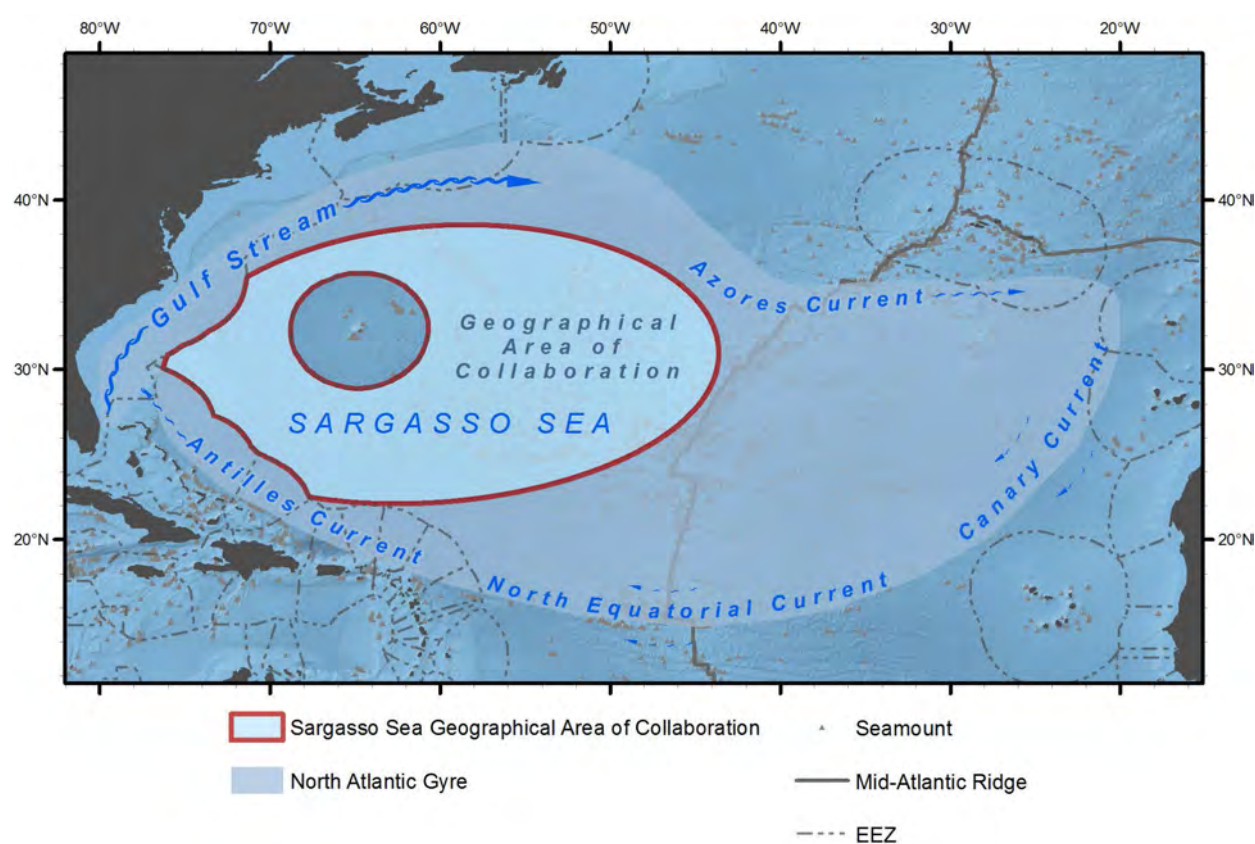 80°W 70°W 60°W 50°W 40°W 30°W 20°W
40°N 40°N
Gulf Stream
Azores Current
Geographical
Area of
Collaboration
30°N 30°N
SARGASSO SEA
Antilles Current
Canary Current
20°N 20°N
North Equatorial Current
80°W 70°W 60°W 50°W 40°W 30°W 20°W
Sargasso Sea Geographical Area of Collaboration
Seamount
North Atlantic Gyre
Mid-Atlantic Ridge
EEZ